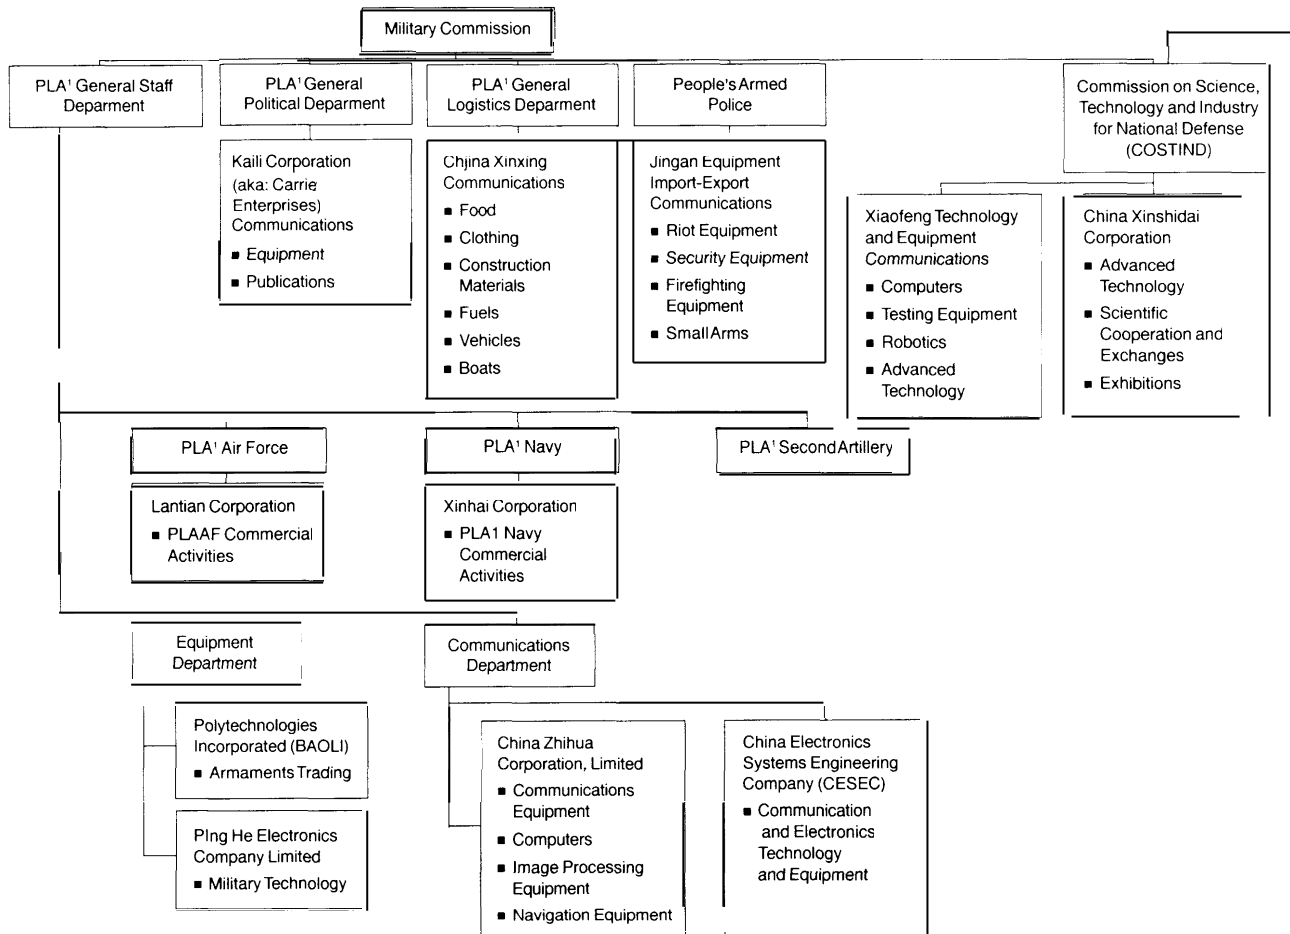 Military Commission
PLA¹ General Staff
Department
PLA¹ General
Political Deparment
PLA¹ General
Logistics Department
People's Armed
Police
Commission on Science,
Technology and Industry
for National Defense
(COSTIND)
Kaili Corporation
(aka: Carrie
Enterprises)
Communications
■ Equipment
■ Publications
Chjina Xinxing
Communications
■ Food
■ Clothing
■ Construction
Materials
■ Fuels
■ Vehicles
■ Boats
Jingan Equipment
Import-Export
Communications
■ Riot Equipment
■ Security Equipment
■ Firefighting
Equipment
■ Small Arms
Xiaofeng Technology
and Equipment
Communications
■ Computers
■ Testing Equipment
■ Robotics
■ Advanced
Technology
China Xinshidai
Corporation
■ Advanced
Technology
■ Scientific
Cooperation and
Exchanges
■ Exhibitions
PLA¹ Air Force
PLA¹ Navy
PLA¹ Second Artillery
Lantian Corporation
■ PLAAF Commercial
Activities
Xinhai Corporation
■ PLA1 Navy
Commercial
Activities
Equipment
Department
Communications
Department
Polytechnologies
Incorporated (BAOLI)
■ Armaments Trading
PIng He Electronics
Company Limited
■ Military Technology
China Zhihua
Corporation, Limited
■ Communications
Equipment
■ Computers
■ Image Processing
Equipment
■ Navigation Equipment
China Electronics
Systems Engineering
Company (CESEC)
■ Communication
and Electronics
Technology
and Equipment